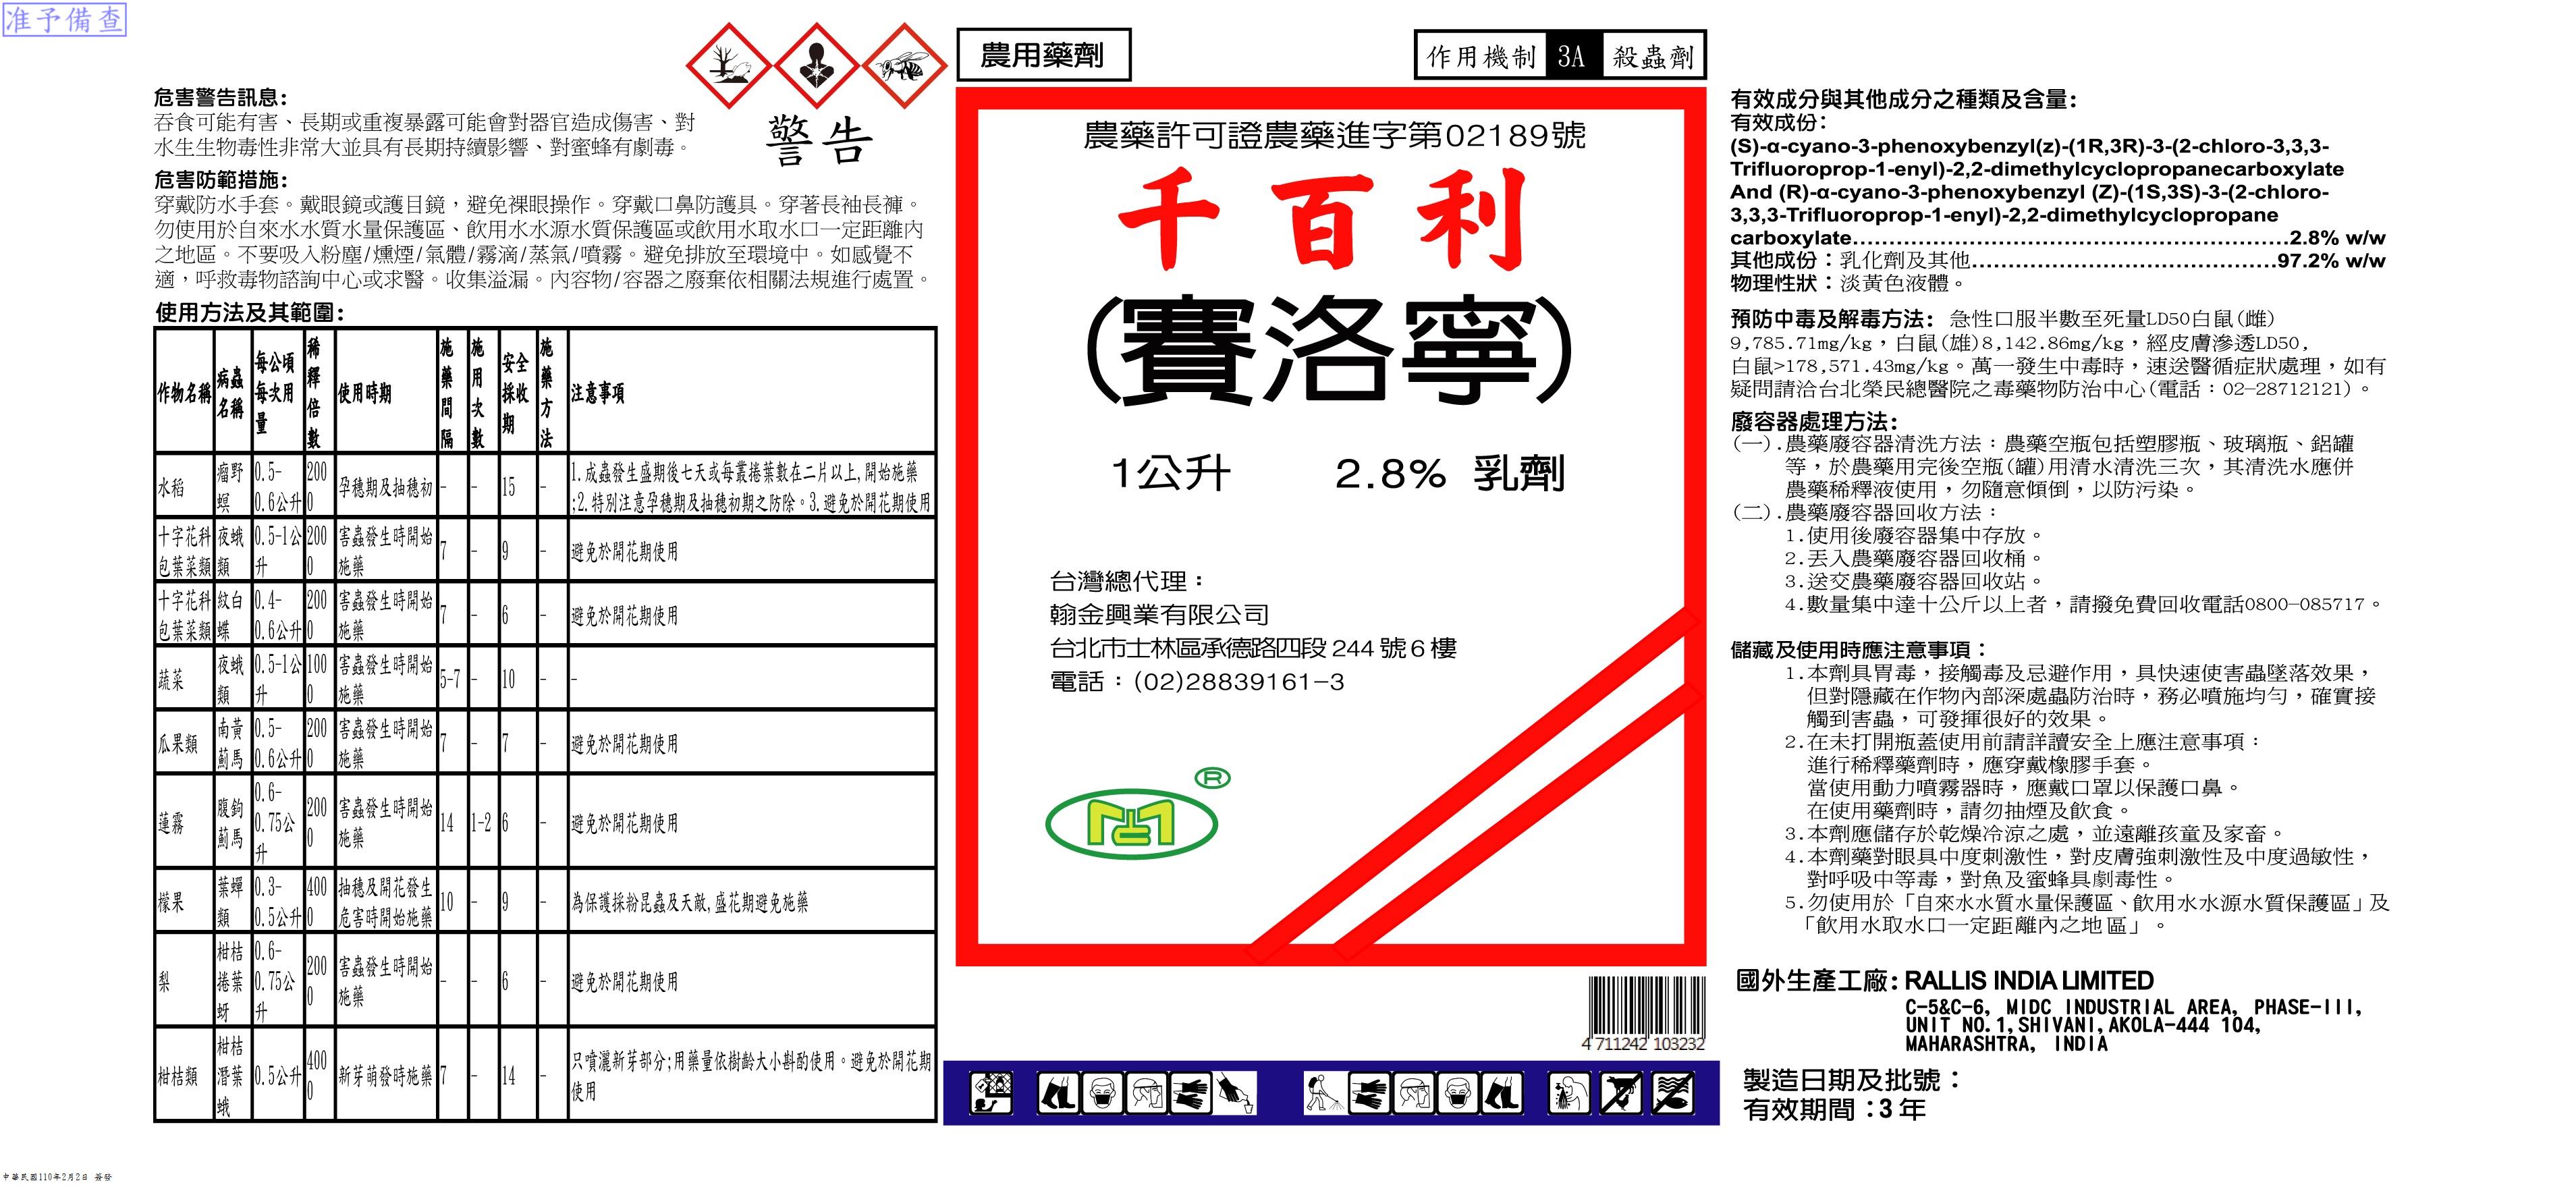 准予備查
危害警告訊息:
吞食可能有害、長期或重複暴露可能會對器官造成傷害、對
水生生物毒性非常大並具有長期持續影響、對蜜蜂有劇毒。
警告
危害防範措施:
穿戴防水手套。戴眼鏡或護目鏡，避免裸眼操作。穿戴口鼻防護具。穿著長袖長褲。
勿使用於自來水水質水量保護區、飲用水水源水質保護區或飲用水取水口一定距離內
之地區。不要吸入粉塵/燻煙/氣體/霧滴/蒸氣/噴霧。避免排放至環境中。如感覺不
適，呼救毒物諮詢中心或求醫。收集溢漏。內容物/容器之廢棄依相關法規進行處置。
使用方法及其範圍:
作物名稱 病蟲名稱 每公頃每次用量 稀釋倍數 使用時期 施藥間隔 施用次數 安全採收期 施藥方法 注意事項
水稻 瘤野螟 0.5-0.6公升 2000 孕穗期及抽穗初 - - 15 - 1.成蟲發生盛期後七天或每叢捲葉數在二片以上,開始施藥
;2.特別注意孕穗期及抽穗初期之防除。3.避免於開花期使用
十字花科包葉菜類 夜蛾類 0.5-1公升 2000 害蟲發生時開始施藥 7 - 9 - 避免於開花期使用
十字花科包葉菜類 紋白蝶 0.4-0.6公升 2000 害蟲發生時開始施藥 7 - 6 - 避免於開花期使用
蔬菜 夜蛾類 0.5-1公升 1000 害蟲發生時開始施藥 5-7 - 10 - -
瓜果類 南黃薊馬 0.5-0.6公升 2000 害蟲發生時開始施藥 7 - 7 - 避免於開花期使用
蓮霧 腹鉤薊馬 0.6-0.75公升 2000 害蟲發生時開始施藥 14 1-2 6 - 避免於開花期使用
檬果 葉蟬類 0.3-0.5公升 4000 抽穗及開花發生危害時開始施藥 10 - 9 - 為保護採粉昆蟲及天敵,盛花期避免施藥
梨 柑桔捲葉蚜 0.6-0.75公升 2000 害蟲發生時開始施藥 - - 6 - 避免於開花期使用
柑桔類 柑桔潛葉蛾 0.5公升 4000 新芽萌發時施藥 7 - 14 - 只噴灑新芽部分;用藥量依樹齡大小斟酌使用。避免於開花期
使用
中華民國110年2月2日 簽發
農用藥劑
作用機制 3A 殺蟲劑
農藥許可證農藥進字第02189號
千百利
(賽洛寧)
1公升 2.8% 乳劑
台灣總代理：
翰金興業有限公司
台北市士林區承德路四段 244 號 6 樓
電話：(02)28839161-3
®
4 711242 103232
有效成分與其他成分之種類及含量:
有效成份:
(S)-α-cyano-3-phenoxybenzyl(z)-(1R,3R)-3-(2-chloro-3,3,3-
Trifluoroprop-1-enyl)-2,2-dimethylcyclopropanecarboxylate
And (R)-α-cyano-3-phenoxybenzyl (Z)-(1S,3S)-3-(2-chloro-
3,3,3-Trifluoroprop-1-enyl)-2,2-dimethylcyclopropane
carboxylate............................................................2.8% w/w
其他成份：乳化劑及其他..........................................97.2% w/w
物理性狀：淡黃色液體。
預防中毒及解毒方法: 急性口服半數至死量LD50白鼠(雌)
9,785.71mg/kg，白鼠(雄)8,142.86mg/kg，經皮膚滲透LD50,
白鼠>178,571.43mg/kg。萬一發生中毒時，速送醫循症狀處理，如有
疑問請洽台北榮民總醫院之毒藥物防治中心(電話：02-28712121)。
廢容器處理方法:
(一).農藥廢容器清洗方法：農藥空瓶包括塑膠瓶、玻璃瓶、鋁罐
等，於農藥用完後空瓶(罐)用清水清洗三次，其清洗水應併
農藥稀釋液使用，勿隨意傾倒，以防污染。
(二).農藥廢容器回收方法：
1.使用後廢容器集中存放。
2.丟入農藥廢容器回收桶。
3.送交農藥廢容器回收站。
4.數量集中達十公斤以上者，請撥免費回收電話0800-085717。
儲藏及使用時應注意事項：
1.本劑具胃毒，接觸毒及忌避作用，具快速使害蟲墜落效果，
但對隱藏在作物內部深處蟲防治時，務必噴施均勻，確實接
觸到害蟲，可發揮很好的效果。
2.在未打開瓶蓋使用前請詳讀安全上應注意事項：
進行稀釋藥劑時，應穿戴橡膠手套。
當使用動力噴霧器時，應戴口罩以保護口鼻。
在使用藥劑時，請勿抽煙及飲食。
3.本劑應儲存於乾燥冷涼之處，並遠離孩童及家畜。
4.本劑藥對眼具中度刺激性，對皮膚強刺激性及中度過敏性，
對呼吸中等毒，對魚及蜜蜂具劇毒性。
5.勿使用於「自來水水質水量保護區、飲用水水源水質保護區」及
「飲用水取水口一定距離內之地區」。
國外生產工廠: RALLIS INDIA LIMITED
C-5&C-6, MIDC INDUSTRIAL AREA, PHASE-III,
UNIT NO.1,SHIVANI,AKOLA-444 104,
MAHARASHTRA, INDIA
製造日期及批號：
有效期間：3 年